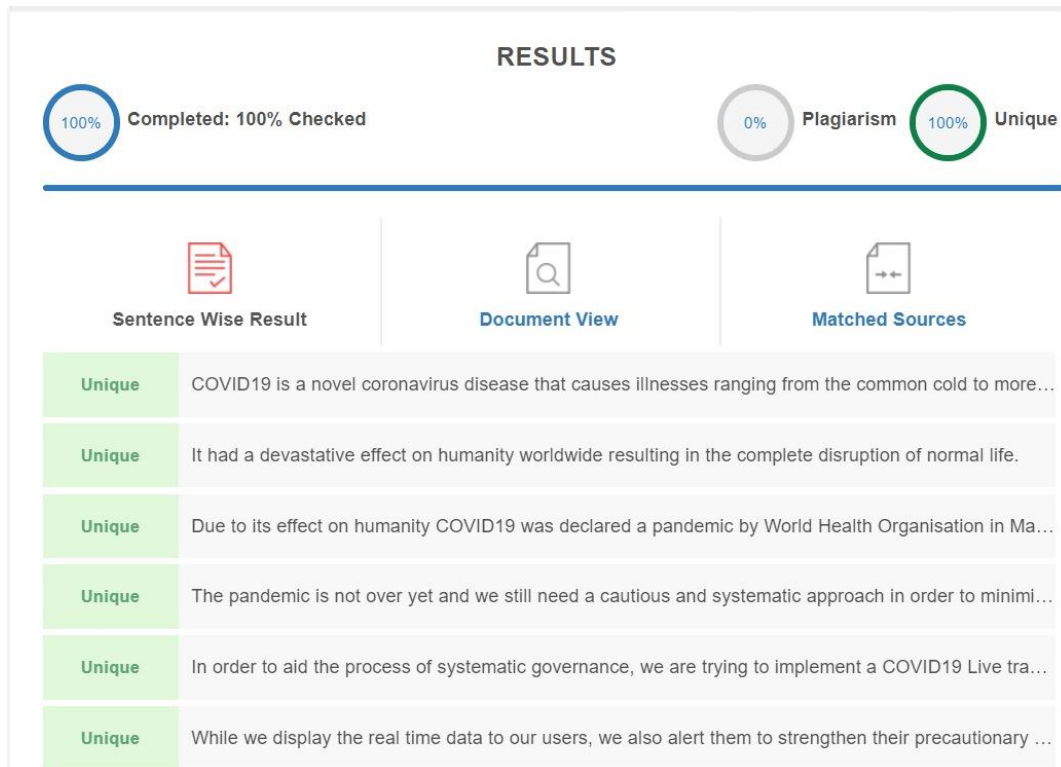 RESULTS
100% Completed: 100% Checked 0% Plagiarism 100% Unique
Sentence Wise Result Document View Matched Sources
Unique COVID19 is a novel coronavirus disease that causes illnesses ranging from the common cold to more…
Unique It had a devastative effect on humanity worldwide resulting in the complete disruption of normal life.
Unique Due to its effect on humanity COVID19 was declared a pandemic by World Health Organisation in Ma…
Unique The pandemic is not over yet and we still need a cautious and systematic approach in order to minimi…
Unique In order to aid the process of systematic governance, we are trying to implement a COVID19 Live tra…
Unique While we display the real time data to our users, we also alert them to strengthen their precautionary …